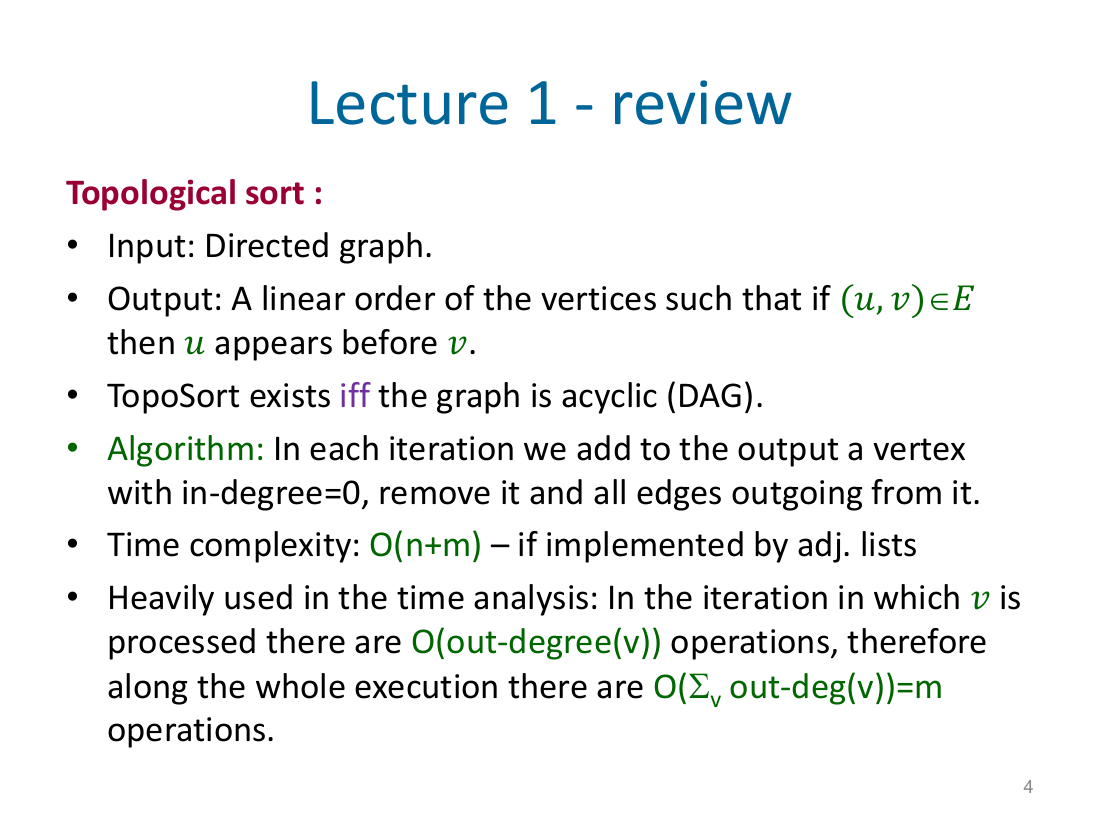 Lecture 1 - review
Topological sort :
• Input: Directed graph.
• Output: A linear order of the vertices such that if (u, v)∈E
then u appears before v.
• TopoSort exists iff the graph is acyclic (DAG).
• Algorithm: In each iteration we add to the output a vertex
with in-degree=0, remove it and all edges outgoing from it.
• Time complexity: O(n+m) – if implemented by adj. lists
• Heavily used in the time analysis: In the iteration in which v is
processed there are O(out-degree(v)) operations, therefore
along the whole execution there are O(Σv out-deg(v))=m
operations.
4